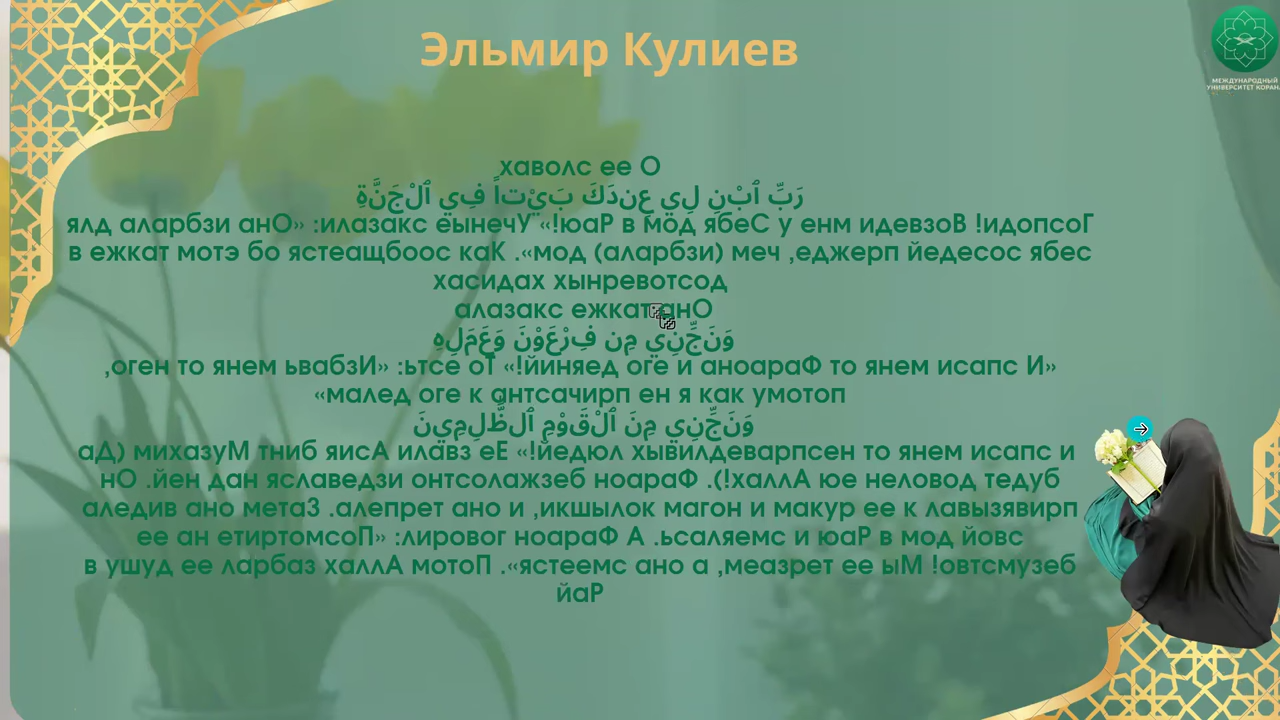 Эльмир Кулиев
МЕЖДУНАРОДНЫЙ
УНИВЕРСИТЕТ КОРАНА
хаволс ее О
رَبِّ ٱبْنِ لِي عِندَكَ بَيْتاً فِي ٱلْجَنَّةِ
ялд аларбзи анО» :илазакс еынечУ «!юаР в мод ябеС у енм идевзоВ !идопсоГ
в ежкат мотэ бо ястеащбоос каК .«мод (аларбзи) меч ,еджерп йедесос ябес
хасидах хынревотсод
алазакс ежкат анО
وَنَجِّنِي مِن فِرْعَوْنَ وَعَمَلِهِ
,оген то янем ьвабзИ» :ьтсе оТ «!йиняед оге и аноараФ то янем исапс И»
«малед оге к антсачирп ен я как умотоп
وَنَجِّنِي مِنَ ٱلْقَوْمِ ٱلظَّلِمِينَ
аД) михазуМ тниб яисА илавз еЕ «!йедюл хывилдеварпсен то янем исапс и
нО .йен дан яславедзи онтсолажзеб ноараФ .(!халлА юе неловод тедуб
аледив ано метаЗ .алепрет ано и ,икшылок магон и макур ее к лавызявирп
ее ан етиртомсоП» :лировог ноараФ А .ьсаляемс и юаР в мод йовс
в ушуд ее ларбаз халлА мотоП .«ястеемс ано а ,меазрет ее ыМ !овтсмузеб
йаР